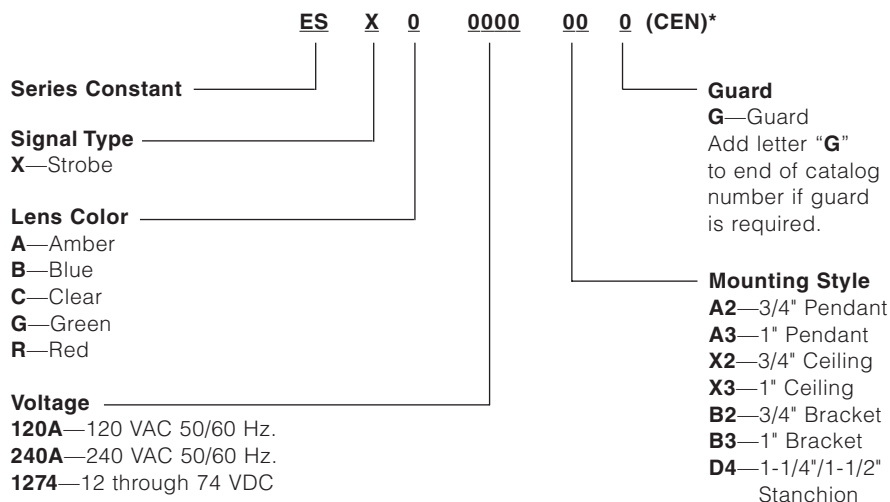 ES X 0 0000 00 0 (CEN)*
Series Constant
Signal Type
X—Strobe
Lens Color
A—Amber
B—Blue
C—Clear
G—Green
R—Red
Voltage
120A—120 VAC 50/60 Hz.
240A—240 VAC 50/60 Hz.
1274—12 through 74 VDC
Guard
G—Guard
Add letter “G”
to end of catalog
number if guard
is required.
Mounting Style
A2—3/4" Pendant
A3—1" Pendant
X2—3/4" Ceiling
X3—1" Ceiling
B2—3/4" Bracket
B3—1" Bracket
D4—1-1/4"/1-1/2"
Stanchion